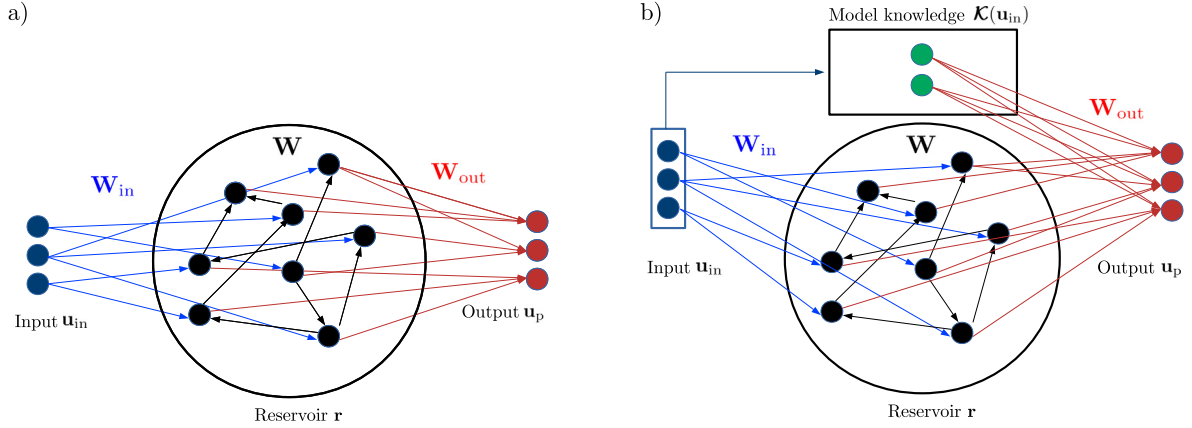 a)
W
W_in
W_out
Input u_in
Output u_p
Reservoir r
b)
Model knowledge 𝓚(u_in)
W_out
W_in
W
Input u_in
Output u_p
Reservoir r